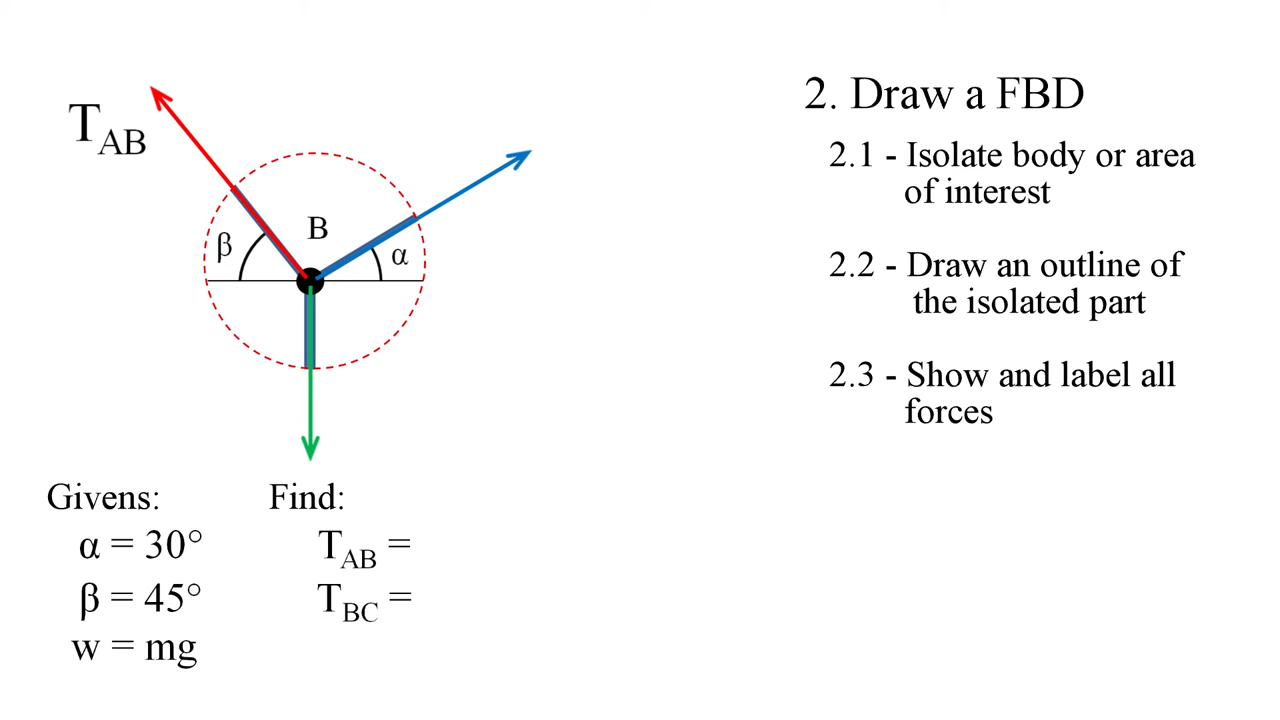 2. Draw a FBD
2.1 - Isolate body or area
of interest
2.2 - Draw an outline of
the isolated part
2.3 - Show and label all
forces
T_AB
B
β
α
Givens:
α = 30°
β = 45°
w = mg
Find:
T_AB =
T_BC =